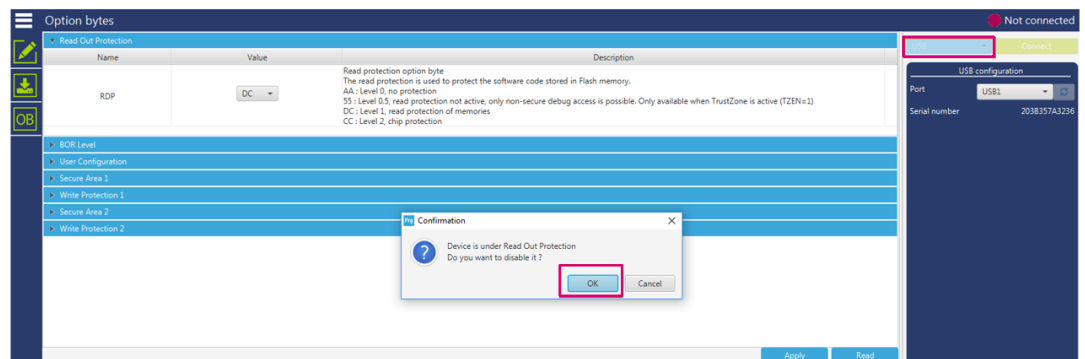 Option bytes
Not connected
Read Out Protection
Name Value Description
RDP
DC
Read protection option byte
The read protection is used to protect the software code stored in Flash memory.
AA : Level 0, no protection
55 : Level 0.5, read protection not active, only non-secure debug access is possible. Only available when TrustZone is active (TZEN=1)
DC : Level 1, read protection of memories
CC : Level 2, chip protection
BOR Level
User Configuration
Secure Area 1
Write Protection 1
Secure Area 2
Write Protection 2
OB
USB
Connect
USB configuration
Port USB1
Serial number 203B357A3236
Prg Confirmation
Device is under Read Out Protection
Do you want to disable it ?
OK Cancel
Apply Read